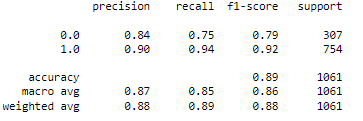 precision recall f1-score support
0.0 0.84 0.75 0.79 307
1.0 0.90 0.94 0.92 754
accuracy 0.89 1061
macro avg 0.87 0.85 0.86 1061
weighted avg 0.88 0.89 0.88 1061